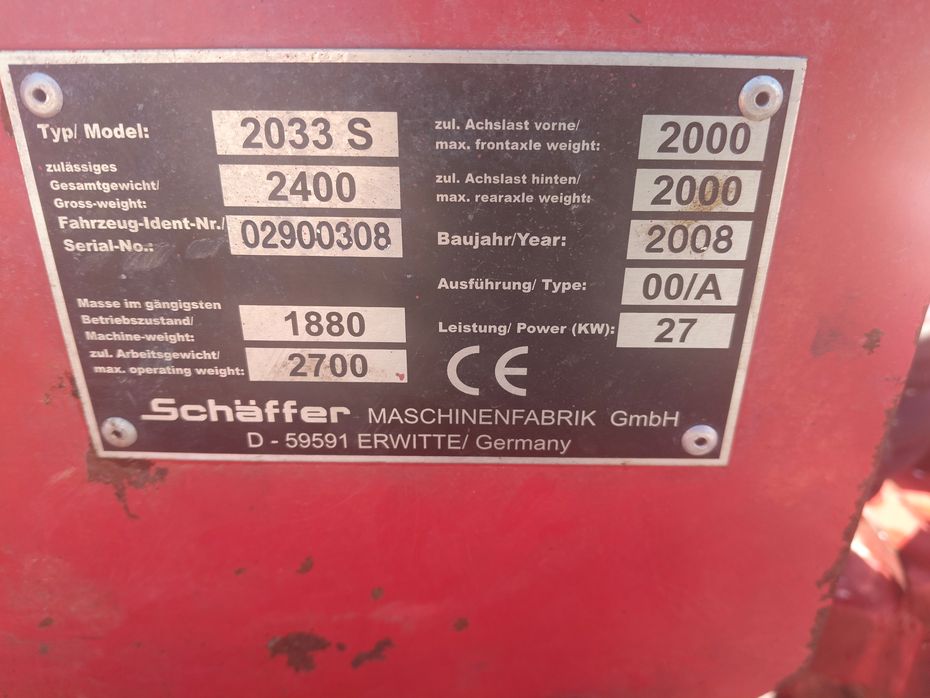 Typ/ Model: 2033 S
zulässiges
Gesamtgewicht/
Gross-weight: 2400
Fahrzeug-Ident-Nr./
Serial-No.: 02900308
Masse im gängigsten
Betriebszustand/
Machine-weight: 1880
zul. Arbeitsgewicht/
max. operating weight: 2700
zul. Achslast vorne/
max. frontaxle weight: 2000
zul. Achslast hinten/
max. rearaxle weight: 2000
Baujahr/Year: 2008
Ausführung/ Type: 00/A
Leistung/ Power (KW): 27
CE
Schäffer MASCHINENFABRIK GmbH
D - 59591 ERWITTE/ Germany